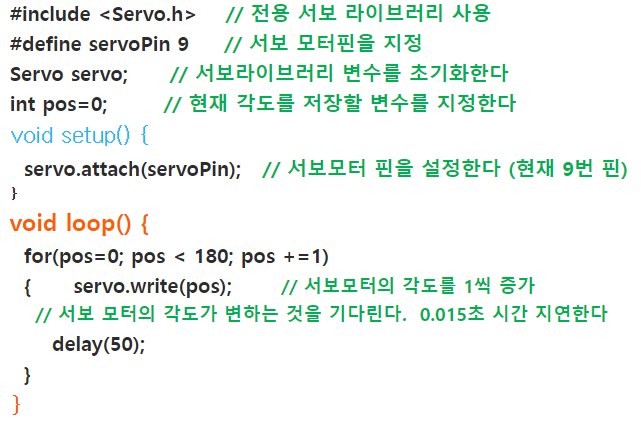 #include <Servo.h> // 전용 서보 라이브러리 사용
#define servoPin 9 // 서보 모터핀을 지정
Servo servo; // 서보라이브러리 변수를 초기화한다
int pos=0; // 현재 각도를 저장할 변수를 지정한다
void setup() {
servo.attach(servoPin); // 서보모터 핀을 설정한다 (현재 9번 핀)
}
void loop() {
for(pos=0; pos < 180; pos +=1)
{ servo.write(pos); // 서보모터의 각도를 1씩 증가
// 서보 모터의 각도가 변하는 것을 기다린다. 0.015초 시간 지연한다
delay(50);
}
}